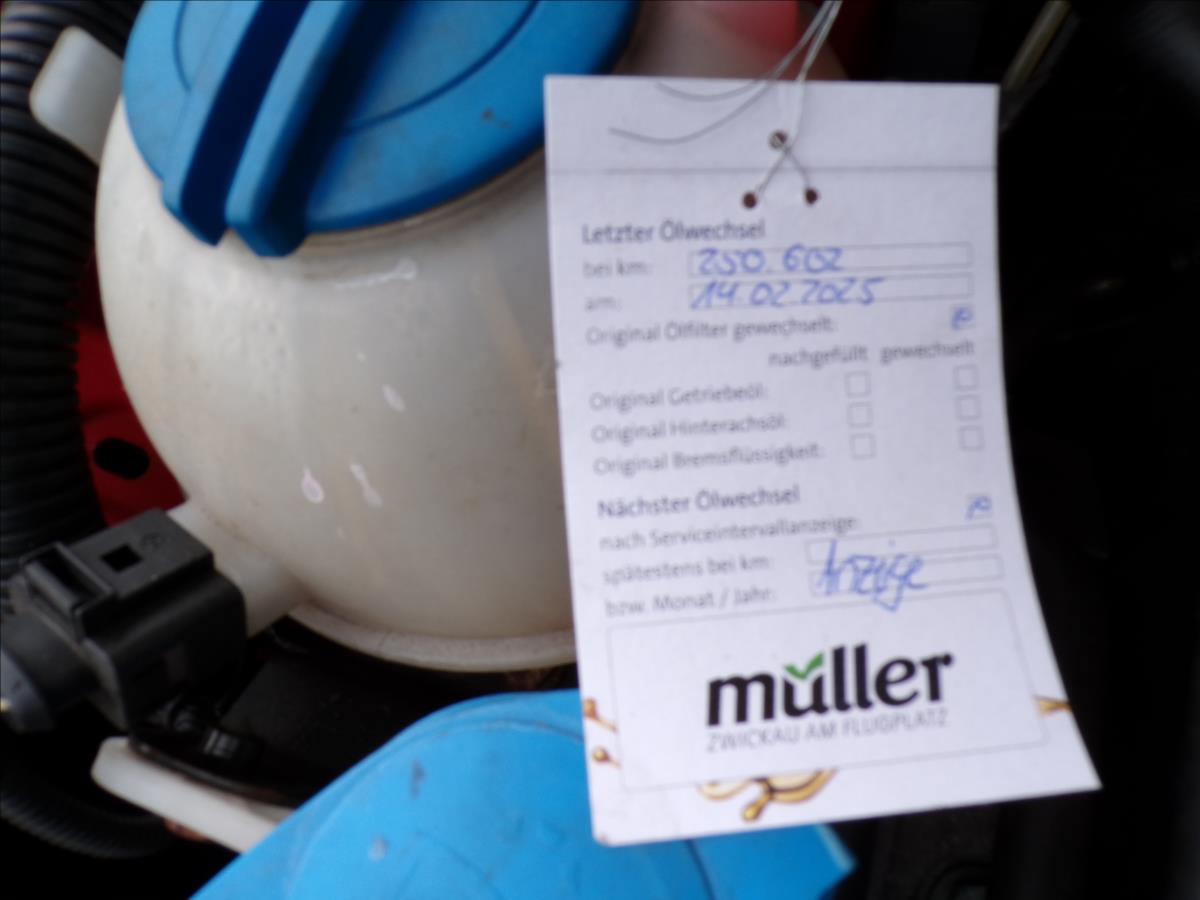 Letzter Ölwechsel
bei km: 250.602
am: 14 02 2025
Original Ölfilter gewechselt:
nachgefüllt gewechselt
Original Getriebeöl:
Original Hinterachsöl:
Original Bremsflüssigkeit:
Nächster Ölwechsel
nach Serviceintervallanzeige:
spätestens bei km:
bzw. Monat / Jahr: Anzeige
müller
ZWICKAU AM FLUGPLATZ